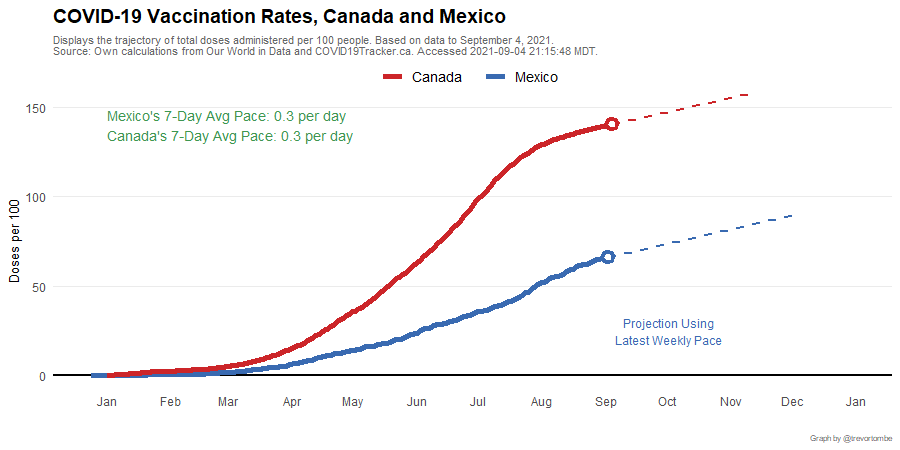 COVID-19 Vaccination Rates, Canada and Mexico
Displays the trajectory of total doses administered per 100 people. Based on data to September 4, 2021.
Source: Own calculations from Our World in Data and COVID19Tracker.ca. Accessed 2021-09-04 21:15:48 MDT.
Canada Mexico
Mexico's 7-Day Avg Pace: 0.3 per day
Canada's 7-Day Avg Pace: 0.3 per day
Doses per 100
150
100
50
0
Projection Using
Latest Weekly Pace
Jan Feb Mar Apr May Jun Jul Aug Sep Oct Nov Dec Jan
Graph by @trevortombe